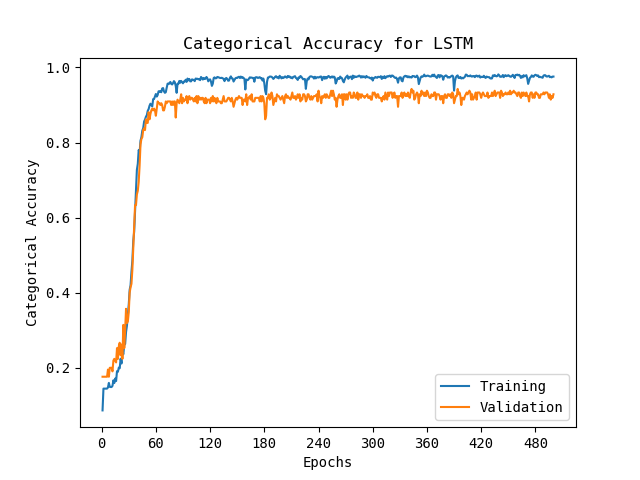 Categorical Accuracy for LSTM
1.0
0.8
0.6
0.4
0.2
Categorical Accuracy
0 60 120 180 240 300 360 420 480
Epochs
Training
Validation